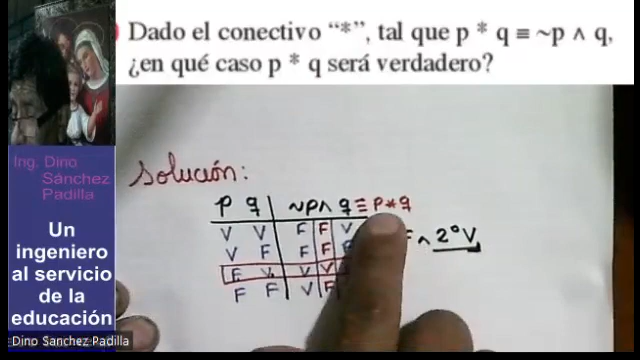 Dado el conectivo “*”, tal que p * q ≡ ~p ∧ q,
¿en qué caso p * q será verdadero?
Solución:
p q ~p ∧ q ≡ p * q
V V F F V
V F F F
F V V V
F F V F
∧ 2° V
Ing. Dino
Sánchez
Padilla
Un
ingeniero
al servicio
de la
educación
Dino Sanchez Padilla